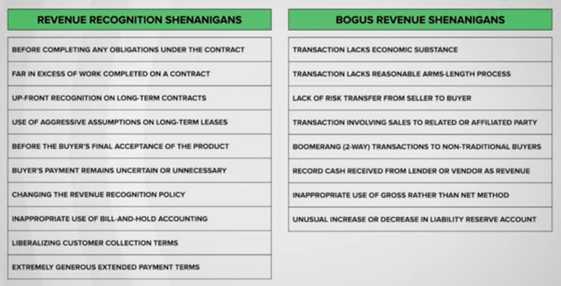 REVENUE RECOGNITION SHENANIGANS
BEFORE COMPLETING ANY OBLIGATIONS UNDER THE CONTRACT
FAR IN EXCESS OF WORK COMPLETED ON A CONTRACT
UP-FRONT RECOGNITION ON LONG-TERM CONTRACTS
USE OF AGGRESSIVE ASSUMPTIONS ON LONG-TERM LEASES
BEFORE THE BUYER'S FINAL ACCEPTANCE OF THE PRODUCT
BUYER'S PAYMENT REMAINS UNCERTAIN OR UNNECESSARY
CHANGING THE REVENUE RECOGNITION POLICY
INAPPROPRIATE USE OF BILL-AND-HOLD ACCOUNTING
LIBERALIZING CUSTOMER COLLECTION TERMS
EXTREMELY GENEROUS EXTENDED PAYMENT TERMS
BOGUS REVENUE SHENANIGANS
TRANSACTION LACKS ECONOMIC SUBSTANCE
TRANSACTION LACKS REASONABLE ARMS-LENGTH PROCESS
LACK OF RISK TRANSFER FROM SELLER TO BUYER
TRANSACTION INVOLVING SALES TO RELATED OR AFFILIATED PARTY
BOOMERANG (2-WAY) TRANSACTIONS TO NON-TRADITIONAL BUYERS
RECORD CASH RECEIVED FROM LENDER OR VENDOR AS REVENUE
INAPPROPRIATE USE OF GROSS RATHER THAN NET METHOD
UNUSUAL INCREASE OR DECREASE IN LIABILITY RESERVE ACCOUNT